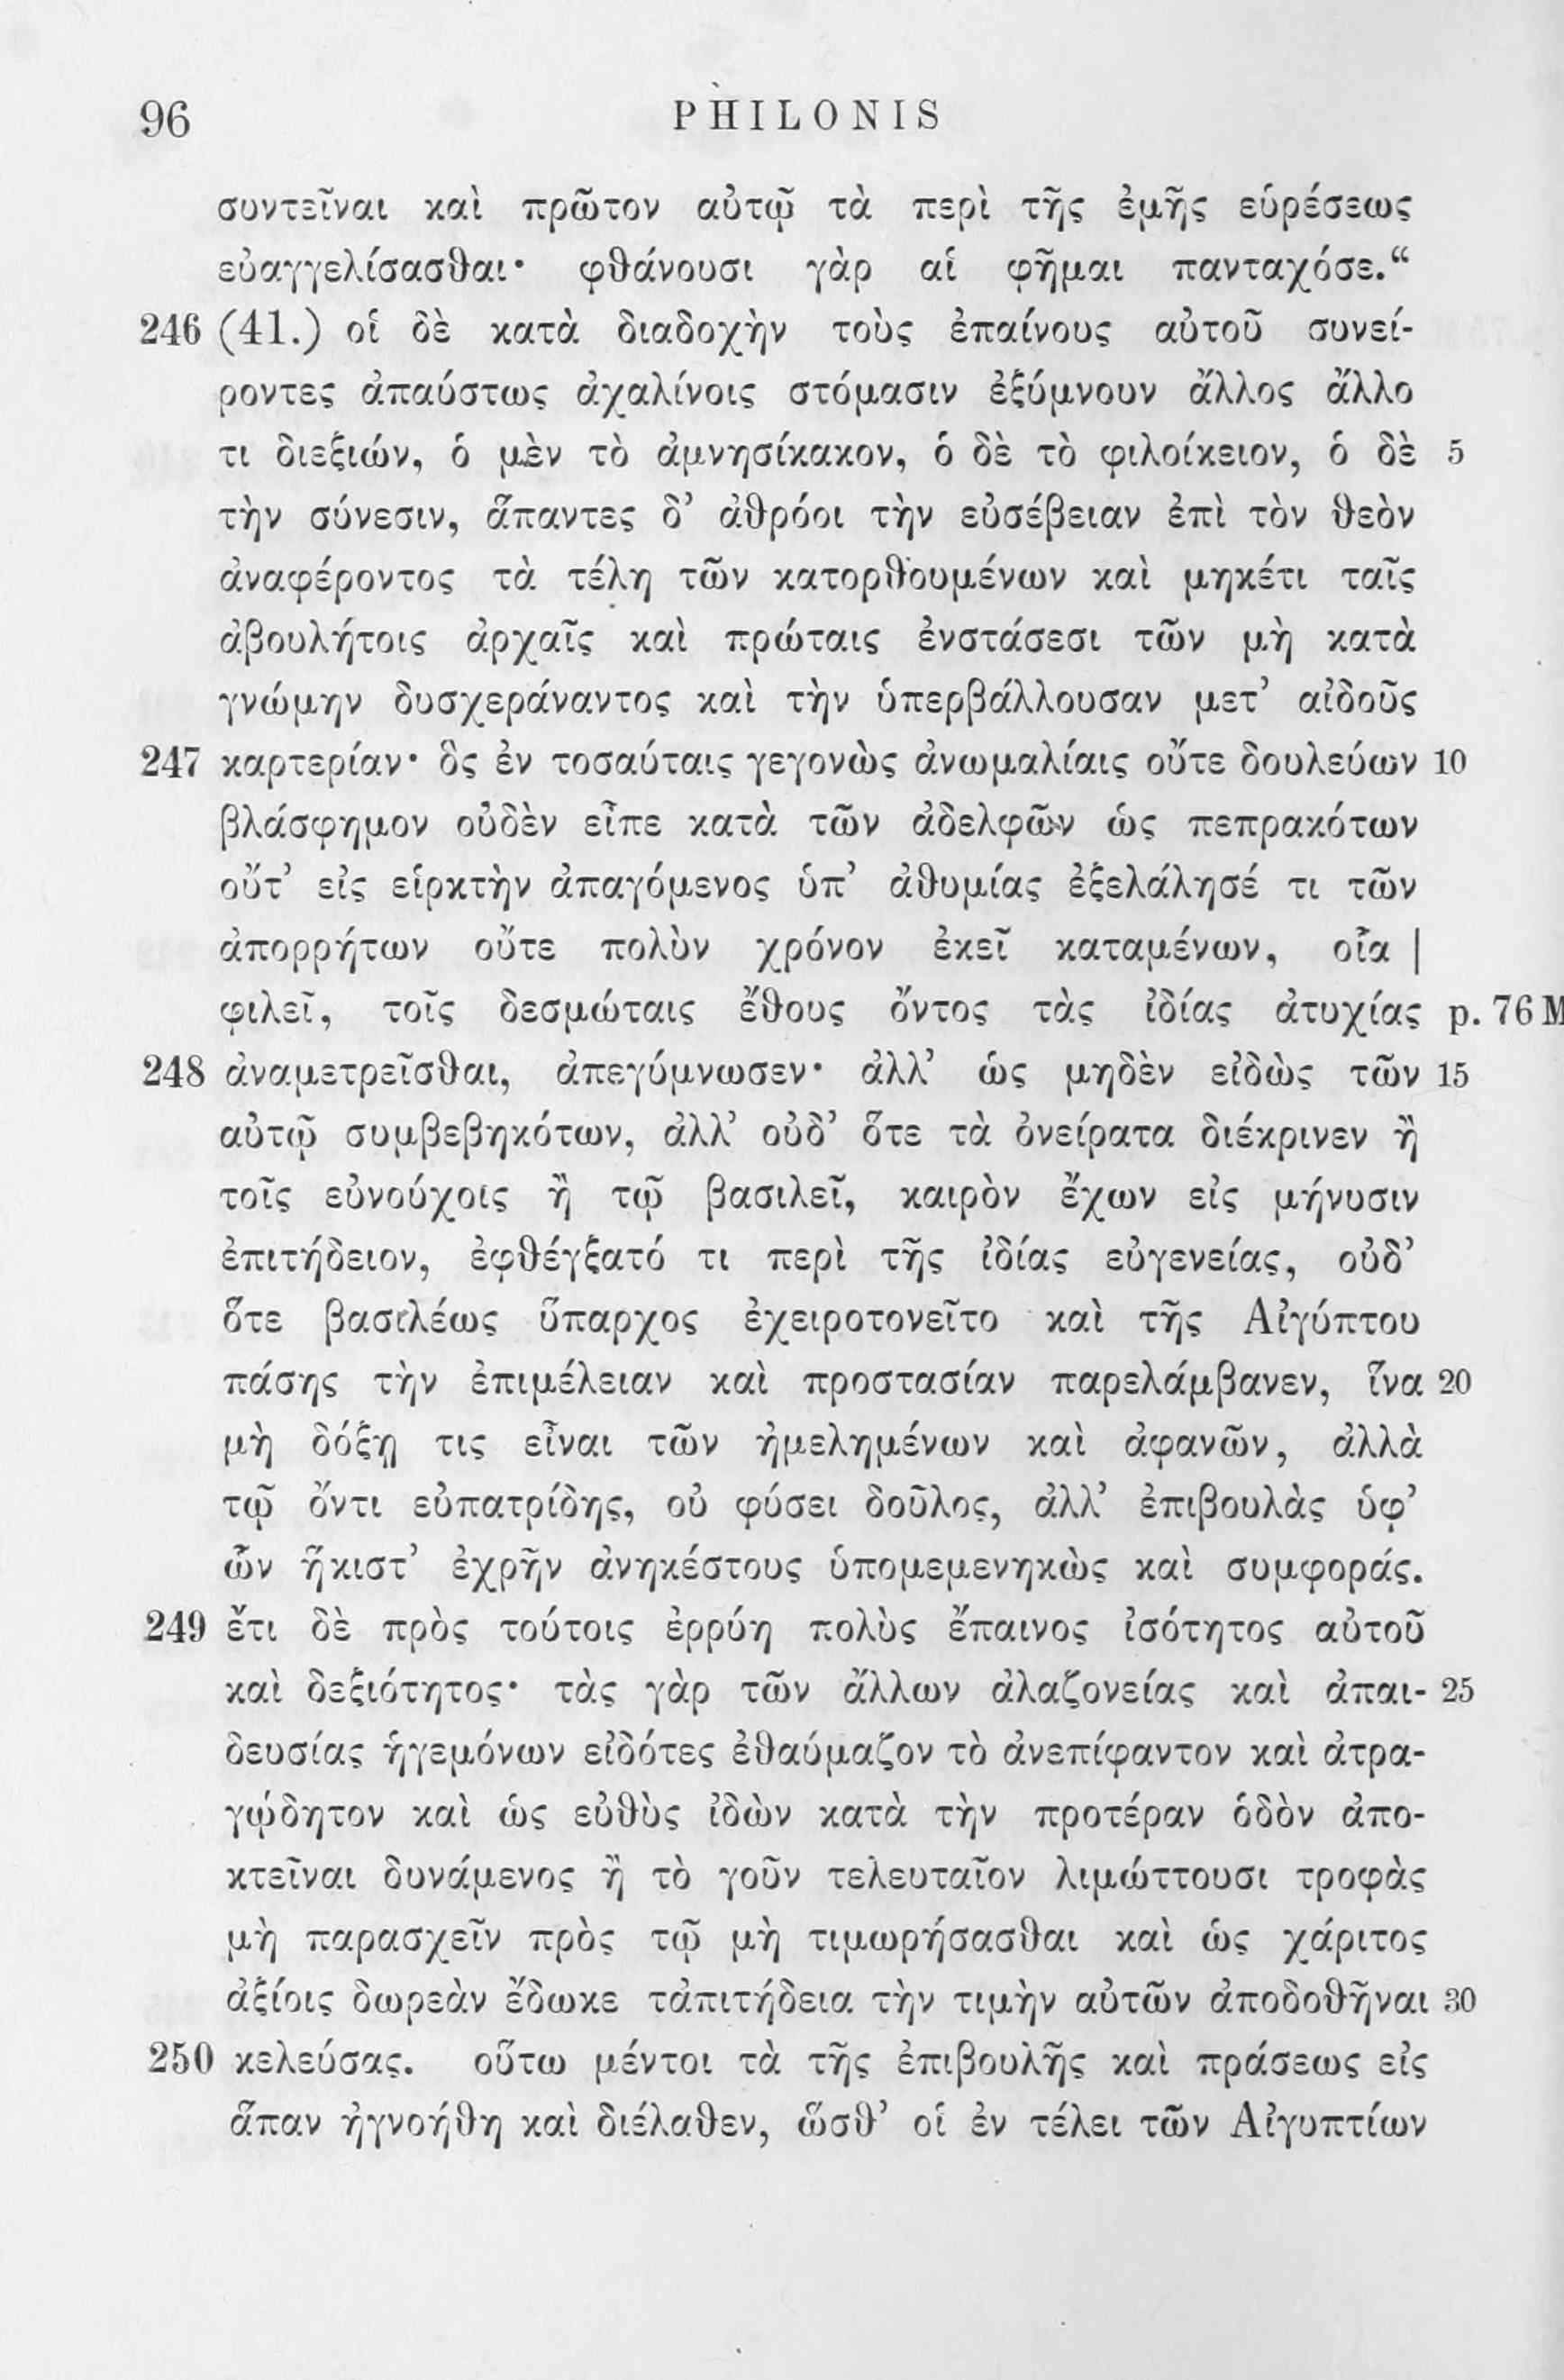 96 PHILONIS
συντεῖναι καὶ πρῶτον αὐτῷ τὰ περὶ τῆς ἐμῆς εὑρέσεως
εὐαγγελίσασθαι· φθάνουσι γὰρ αἱ φῆμαι πανταχόσε.“
246 (41.) οἱ δὲ κατὰ διαδοχὴν τοὺς ἐπαίνους αὐτοῦ συνεί-
ροντες ἀπαύστως ἀχαλίνοις στόμασιν ἐξύμνουν ἄλλος ἄλλο
τι διεξιών, ὁ μὲν τὸ ἀμνησίκακον, ὁ δὲ τὸ φιλοίκειον, ὁ δὲ 5
τὴν σύνεσιν, ἅπαντες δ’ ἀθρόοι τὴν εὐσέβειαν ἐπὶ τὸν θεὸν
ἀναφέροντος τὰ τέλη τῶν κατορθουμένων καὶ μηκέτι ταῖς
ἀβουλήτοις ἀρχαῖς καὶ πρώταις ἐνστάσεσι τῶν μὴ κατὰ
γνώμην δυσχεράναντος καὶ τὴν ὑπερβάλλουσαν μετ’ αἰδοῦς
247 καρτερίαν· ὃς ἐν τοσαύταις γεγονὼς ἀνωμαλίαις οὔτε δουλεύων 10
βλάσφημον οὐδὲν εἶπε κατὰ τῶν ἀδελφῶν ὡς πεπρακότων
οὔτ’ εἰς εἱρκτὴν ἀπαγόμενος ὑπ’ ἀθυμίας ἐξελάλησέ τι τῶν
ἀπορρήτων οὔτε πολὺν χρόνον ἐκεῖ καταμένων, οἷα |
φιλεῖ, τοῖς δεσμώταις ἔθους ὄντος τὰς ἰδίας ἀτυχίας p. 76 M
248 ἀναμετρεῖσθαι, ἀπεγύμνωσεν· ἀλλ’ ὡς μηδὲν εἰδὼς τῶν 15
αὐτῷ συμβεβηκότων, ἀλλ’ οὐδ’ ὅτε τὰ ὀνείρατα διέκρινεν ἢ
τοῖς εὐνούχοις ἢ τῷ βασιλεῖ, καιρὸν ἔχων εἰς μήνυσιν
ἐπιτήδειον, ἐφθέγξατό τι περὶ τῆς ἰδίας εὐγενείας, οὐδ’
ὅτε βασιλέως ὕπαρχος ἐχειροτονεῖτο καὶ τῆς Αἰγύπτου
πάσης τὴν ἐπιμέλειαν καὶ προστασίαν παρελάμβανεν, ἵνα 20
μὴ δόξῃ τις εἶναι τῶν ἠμελημένων καὶ ἀφανῶν, ἀλλὰ
τῷ ὄντι εὐπατρίδης, οὐ φύσει δοῦλος, ἀλλ’ ἐπιβουλὰς ὑφ’
ὧν ἥκιστ’ ἐχρῆν ἀνηκέστους ὑπομεμενηκὼς καὶ συμφοράς.
249 ἔτι δὲ πρὸς τούτοις ἐρρύη πολὺς ἔπαινος ἰσότητος αὐτοῦ
καὶ δεξιότητος· τὰς γὰρ τῶν ἄλλων ἀλαζονείας καὶ ἀπαι- 25
δευσίας ἡγεμόνων εἰδότες ἐθαύμαζον τὸ ἀνεπίφαντον καὶ ἀτρα-
γῴδητον καὶ ὡς εὐθὺς ἰδὼν κατὰ τὴν προτέραν ὁδὸν ἀπο-
κτεῖναι δυνάμενος ἢ τὸ γοῦν τελευταῖον λιμώττουσι τροφὰς
μὴ παρασχεῖν πρὸς τῷ μὴ τιμωρήσασθαι καὶ ὡς χάριτος
ἀξίοις δωρεὰν ἔδωκε τἀπιτήδεια τὴν τιμὴν αὐτῶν ἀποδοθῆναι 30
250 κελεύσας. οὕτω μέντοι τὰ τῆς ἐπιβουλῆς καὶ πράσεως εἰς
ἅπαν ἠγνοήθη καὶ διέλαθεν, ὥσθ’ οἱ ἐν τέλει τῶν Αἰγυπτίων